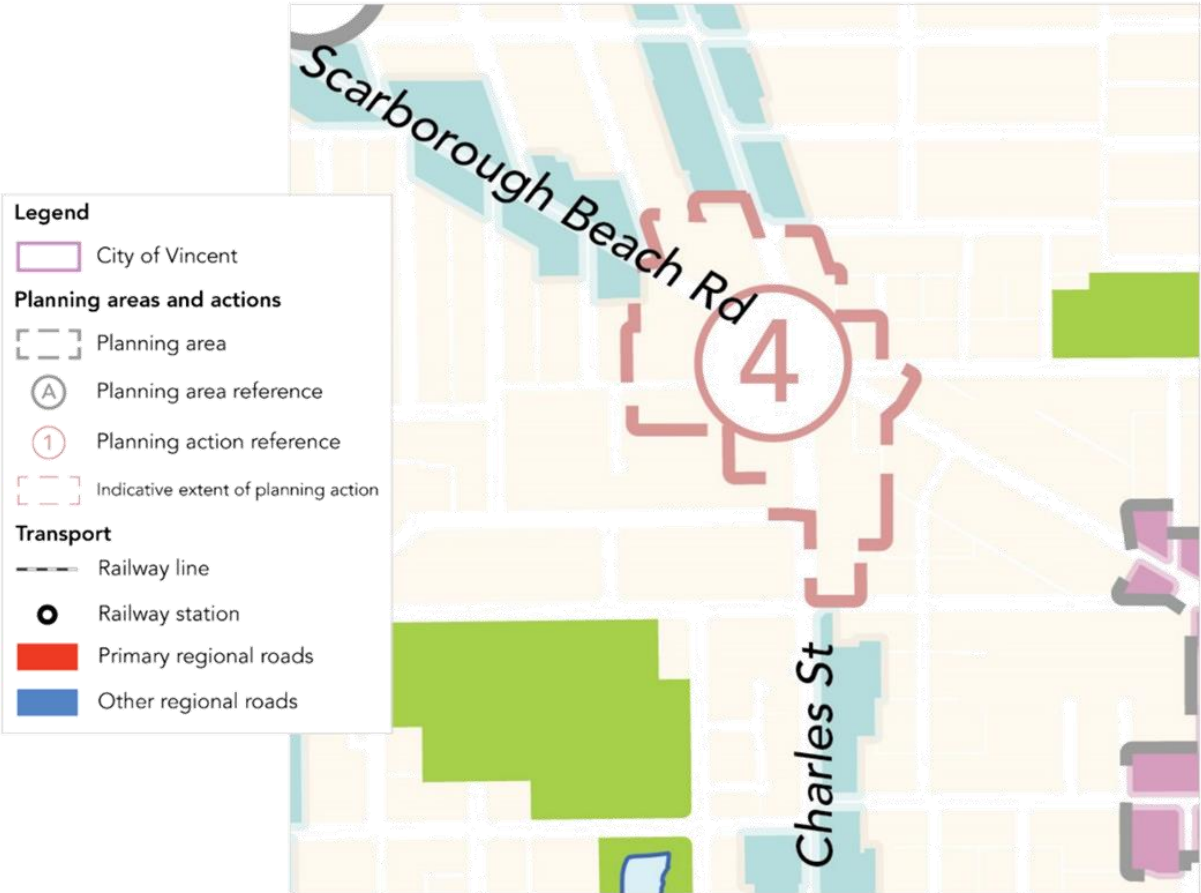 Legend
City of Vincent
Planning areas and actions
Planning area
A
Planning area reference
1
Planning action reference
Indicative extent of planning action
Transport
Railway line
Railway station
Primary regional roads
Other regional roads
Scarborough Beach Rd
4
Charles St